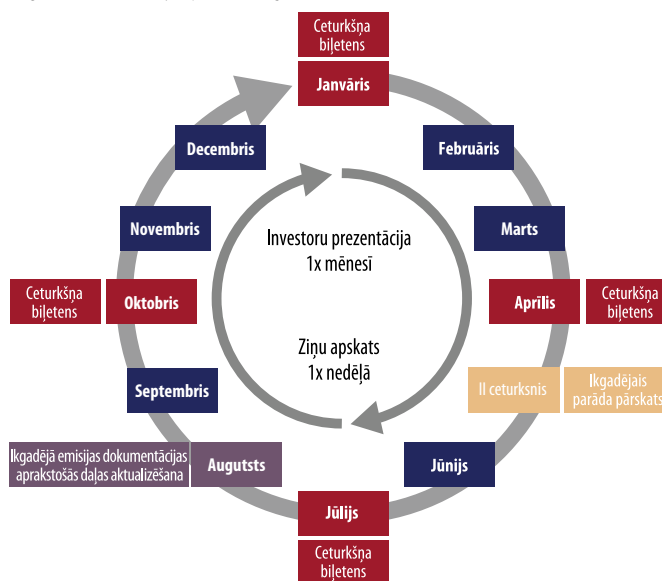 Ceturkšņa
biļetens
Janvāris
Februāris
Marts
Aprīlis
Ceturkšņa
biļetens
II ceturksnis
Ikgadējais
parāda pārskats
Jūnijs
Jūlijs
Ceturkšņa
biļetens
Augutsts
Ikgadējā emisijas dokumentācijas
aprakstošās daļas aktualizēšana
Septembris
Oktobris
Ceturkšņa
biļetens
Novembris
Decembris
Investoru prezentācija
1x mēnesī
Ziņu apskats
1x nedēļā